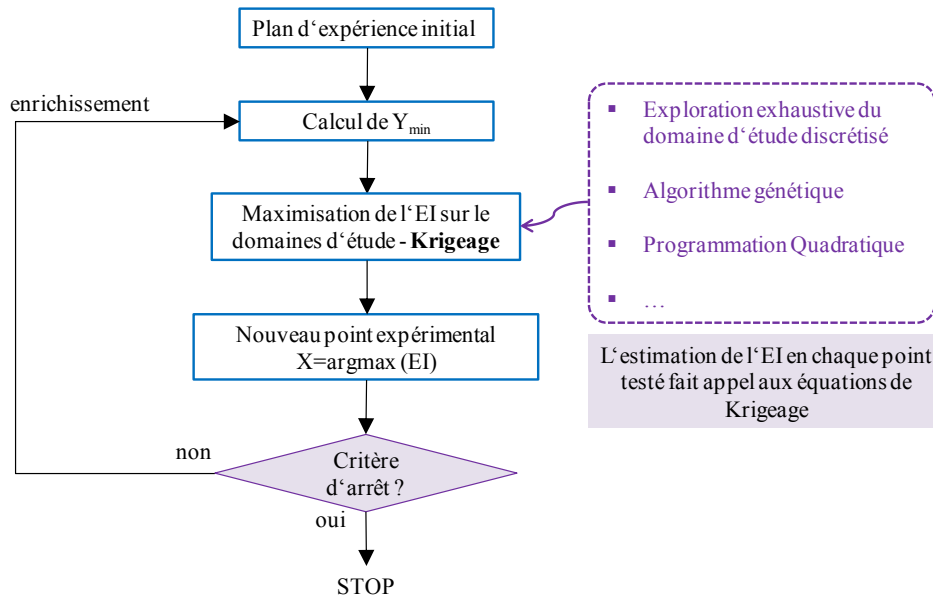 Plan d‘expérience initial
enrichissement
Calcul de Ymin
Maximisation de l‘EI sur le
domaines d‘étude - Krigeage
Nouveau point expérimental
X=argmax (EI)
non
Critère
d‘arrêt ?
oui
STOP
▪ Exploration exhaustive du
domaine d‘étude discrétisé
▪ Algorithme génétique
▪ Programmation Quadratique
▪ …
L‘estimation de l‘EI en chaque point
testé fait appel aux équations de
Krigeage